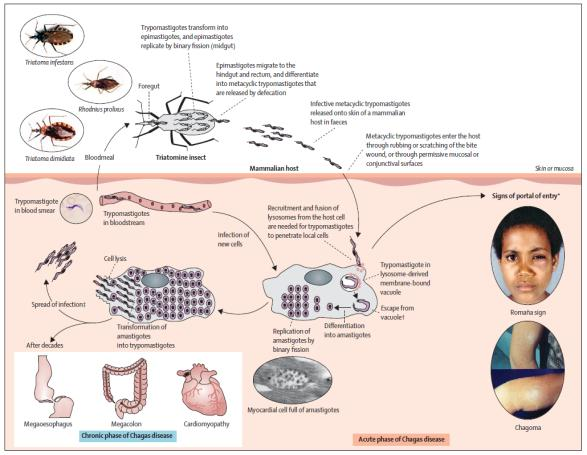 Triatoma infestans
Rhodnius prolixus
Triatoma dimidiata
Trypomastigotes transform into
epimastigotes, and epimastigotes
replicate by binary fission (midgut)
Foregut
Epimastigotes migrate to the
hindgut and rectum, and differentiate
into metacyclic trypomastigotes that
are released by defecation
Triatomine insect
Bloodmeal
Infective metacyclic trypomastigotes
released onto skin of a mammalian
host in faeces
Mammalian host
Metacyclic trypomastigotes enter the host
through rubbing or scratching of the bite
wound, or through permissive mucosal or
conjunctival surfaces
Skin or mucosa
Trypomastigote
in blood smear
Trypomastigotes
in bloodstream
Infection of
new cells
Recruitment and fusion of
lysosomes from the host cell
are needed for trypomastigotes
to penetrate local cells
Signs of portal of entry*
Romaña sign
Chagoma
Trypomastigote in
lysosome-derived
membrane-bound
vacuole
Escape from
vacuole†
Differentiation
into amastigotes
Replication of
amastigotes by
binary fission
Myocardial cell full of amastigotes
Cell lysis
Spread of infection‡
Transformation of
amastigotes
into trypomastigotes
After decades
Megaoesophagus
Megacolon
Cardiomyopathy
Chronic phase of Chagas disease
Acute phase of Chagas disease